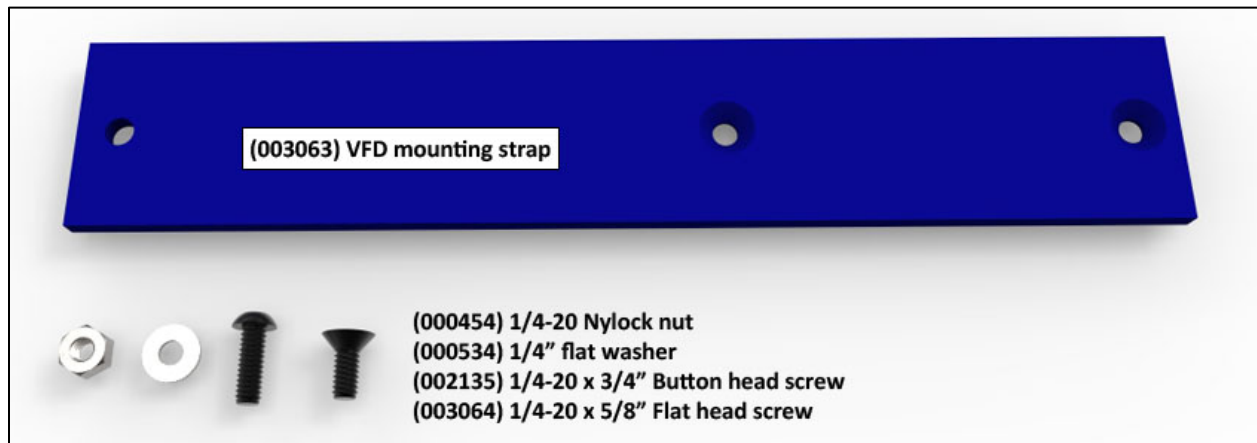 (003063) VFD mounting strap
(000454) 1/4-20 Nylock nut
(000534) 1/4” flat washer
(002135) 1/4-20 x 3/4” Button head screw
(003064) 1/4-20 x 5/8” Flat head screw